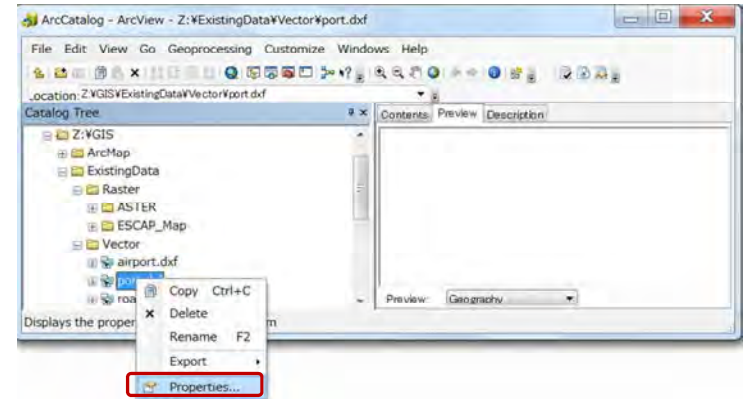 ArcCatalog - ArcView - Z:¥ExistingData¥Vector¥port.dxf
File Edit View Go Geoprocessing Customize Windows Help
Location: Z:¥GIS¥ExistingData¥Vector¥port.dxf
Catalog Tree
Contents Preview Description
Z:¥GIS
ArcMap
ExistingData
Raster
ASTER
ESCAP_Map
Vector
airport.dxf
Copy Ctrl+C
Delete
Rename F2
Export
Properties...
Preview: Geography
Displays the proper